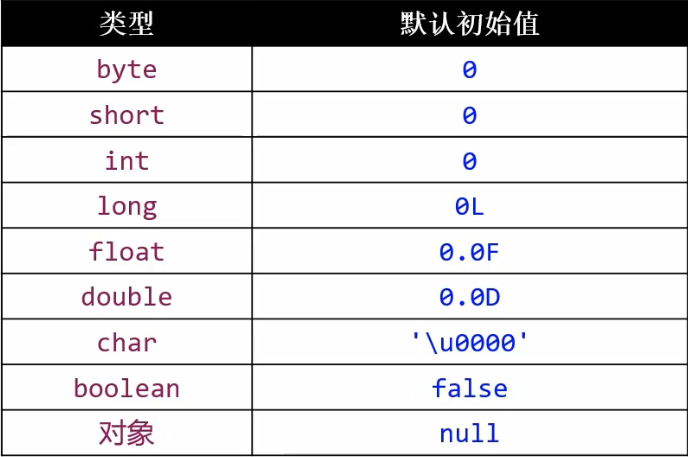 类型 默认初始值
byte 0
short 0
int 0
long 0L
float 0.0F
double 0.0D
char '\u0000'
boolean false
对象 null